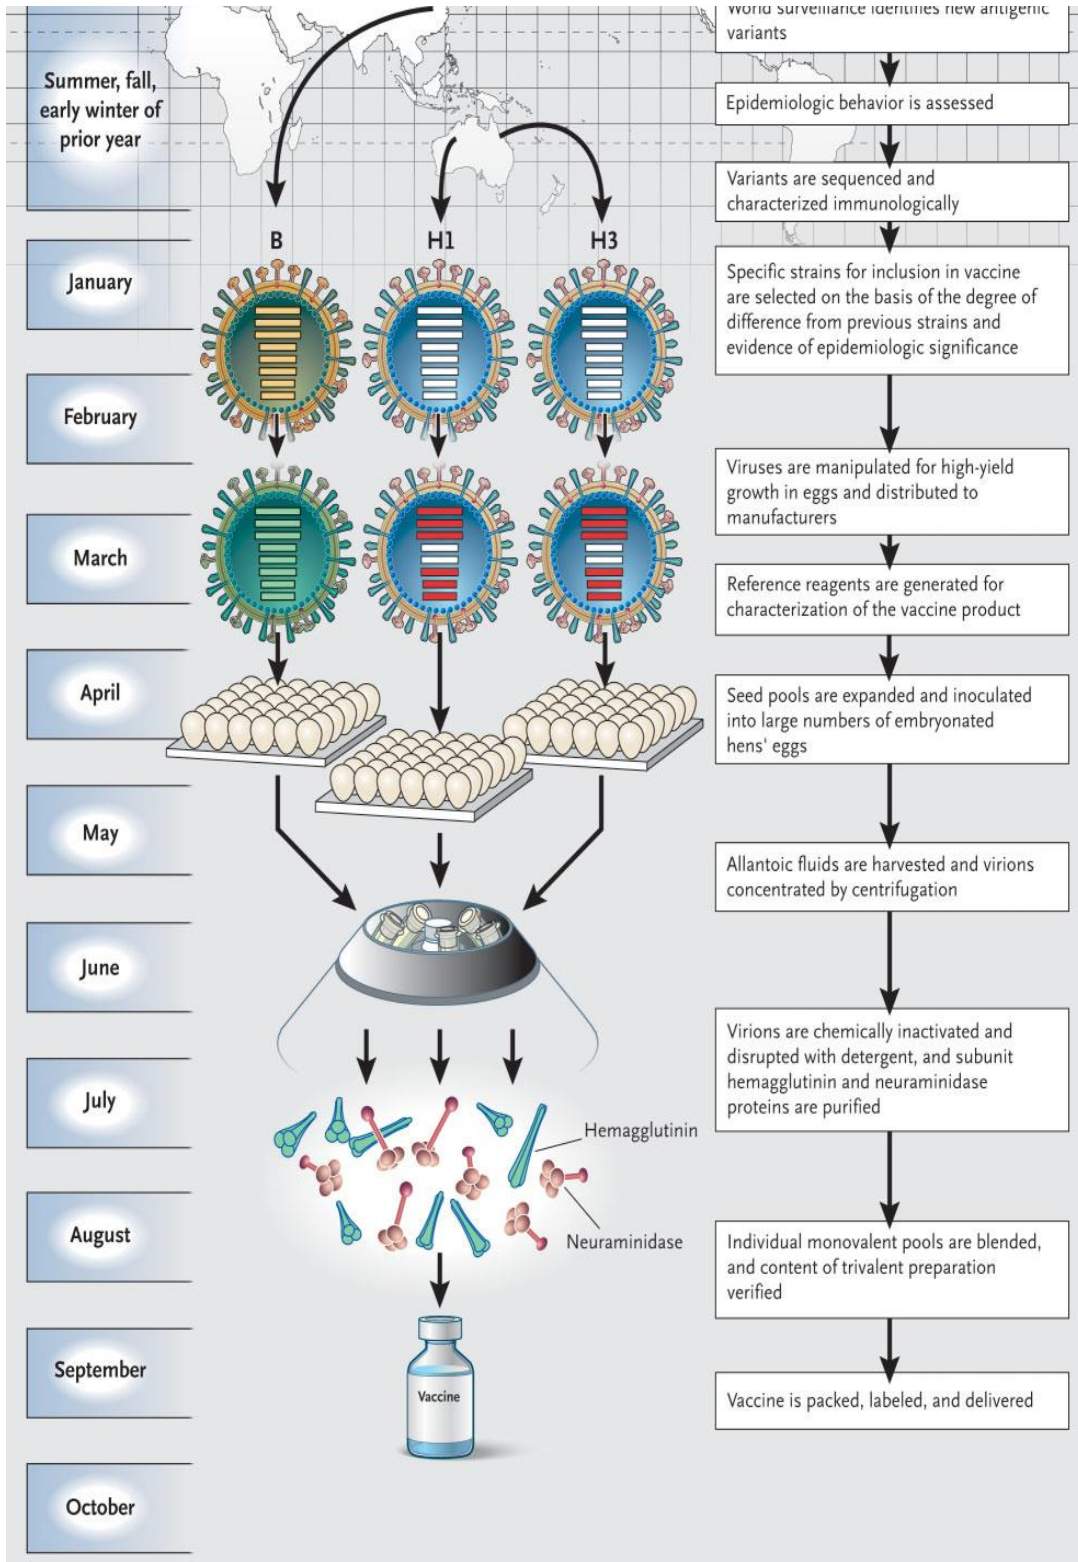 World surveillance identifies new antigenic
variants
Summer, fall,
early winter of
prior year
Epidemiologic behavior is assessed
Variants are sequenced and
characterized immunologically
B
H1
H3
January
Specific strains for inclusion in vaccine
are selected on the basis of the degree of
difference from previous strains and
evidence of epidemiologic significance
February
Viruses are manipulated for high-yield
growth in eggs and distributed to
manufacturers
March
Reference reagents are generated for
characterization of the vaccine product
April
Seed pools are expanded and inoculated
into large numbers of embryonated
hens' eggs
May
Allantoic fluids are harvested and virions
concentrated by centrifugation
June
Virions are chemically inactivated and
disrupted with detergent, and subunit
hemagglutinin and neuraminidase
proteins are purified
July
Hemagglutinin
August
Neuraminidase
Individual monovalent pools are blended,
and content of trivalent preparation
verified
September
Vaccine
Vaccine is packed, labeled, and delivered
October